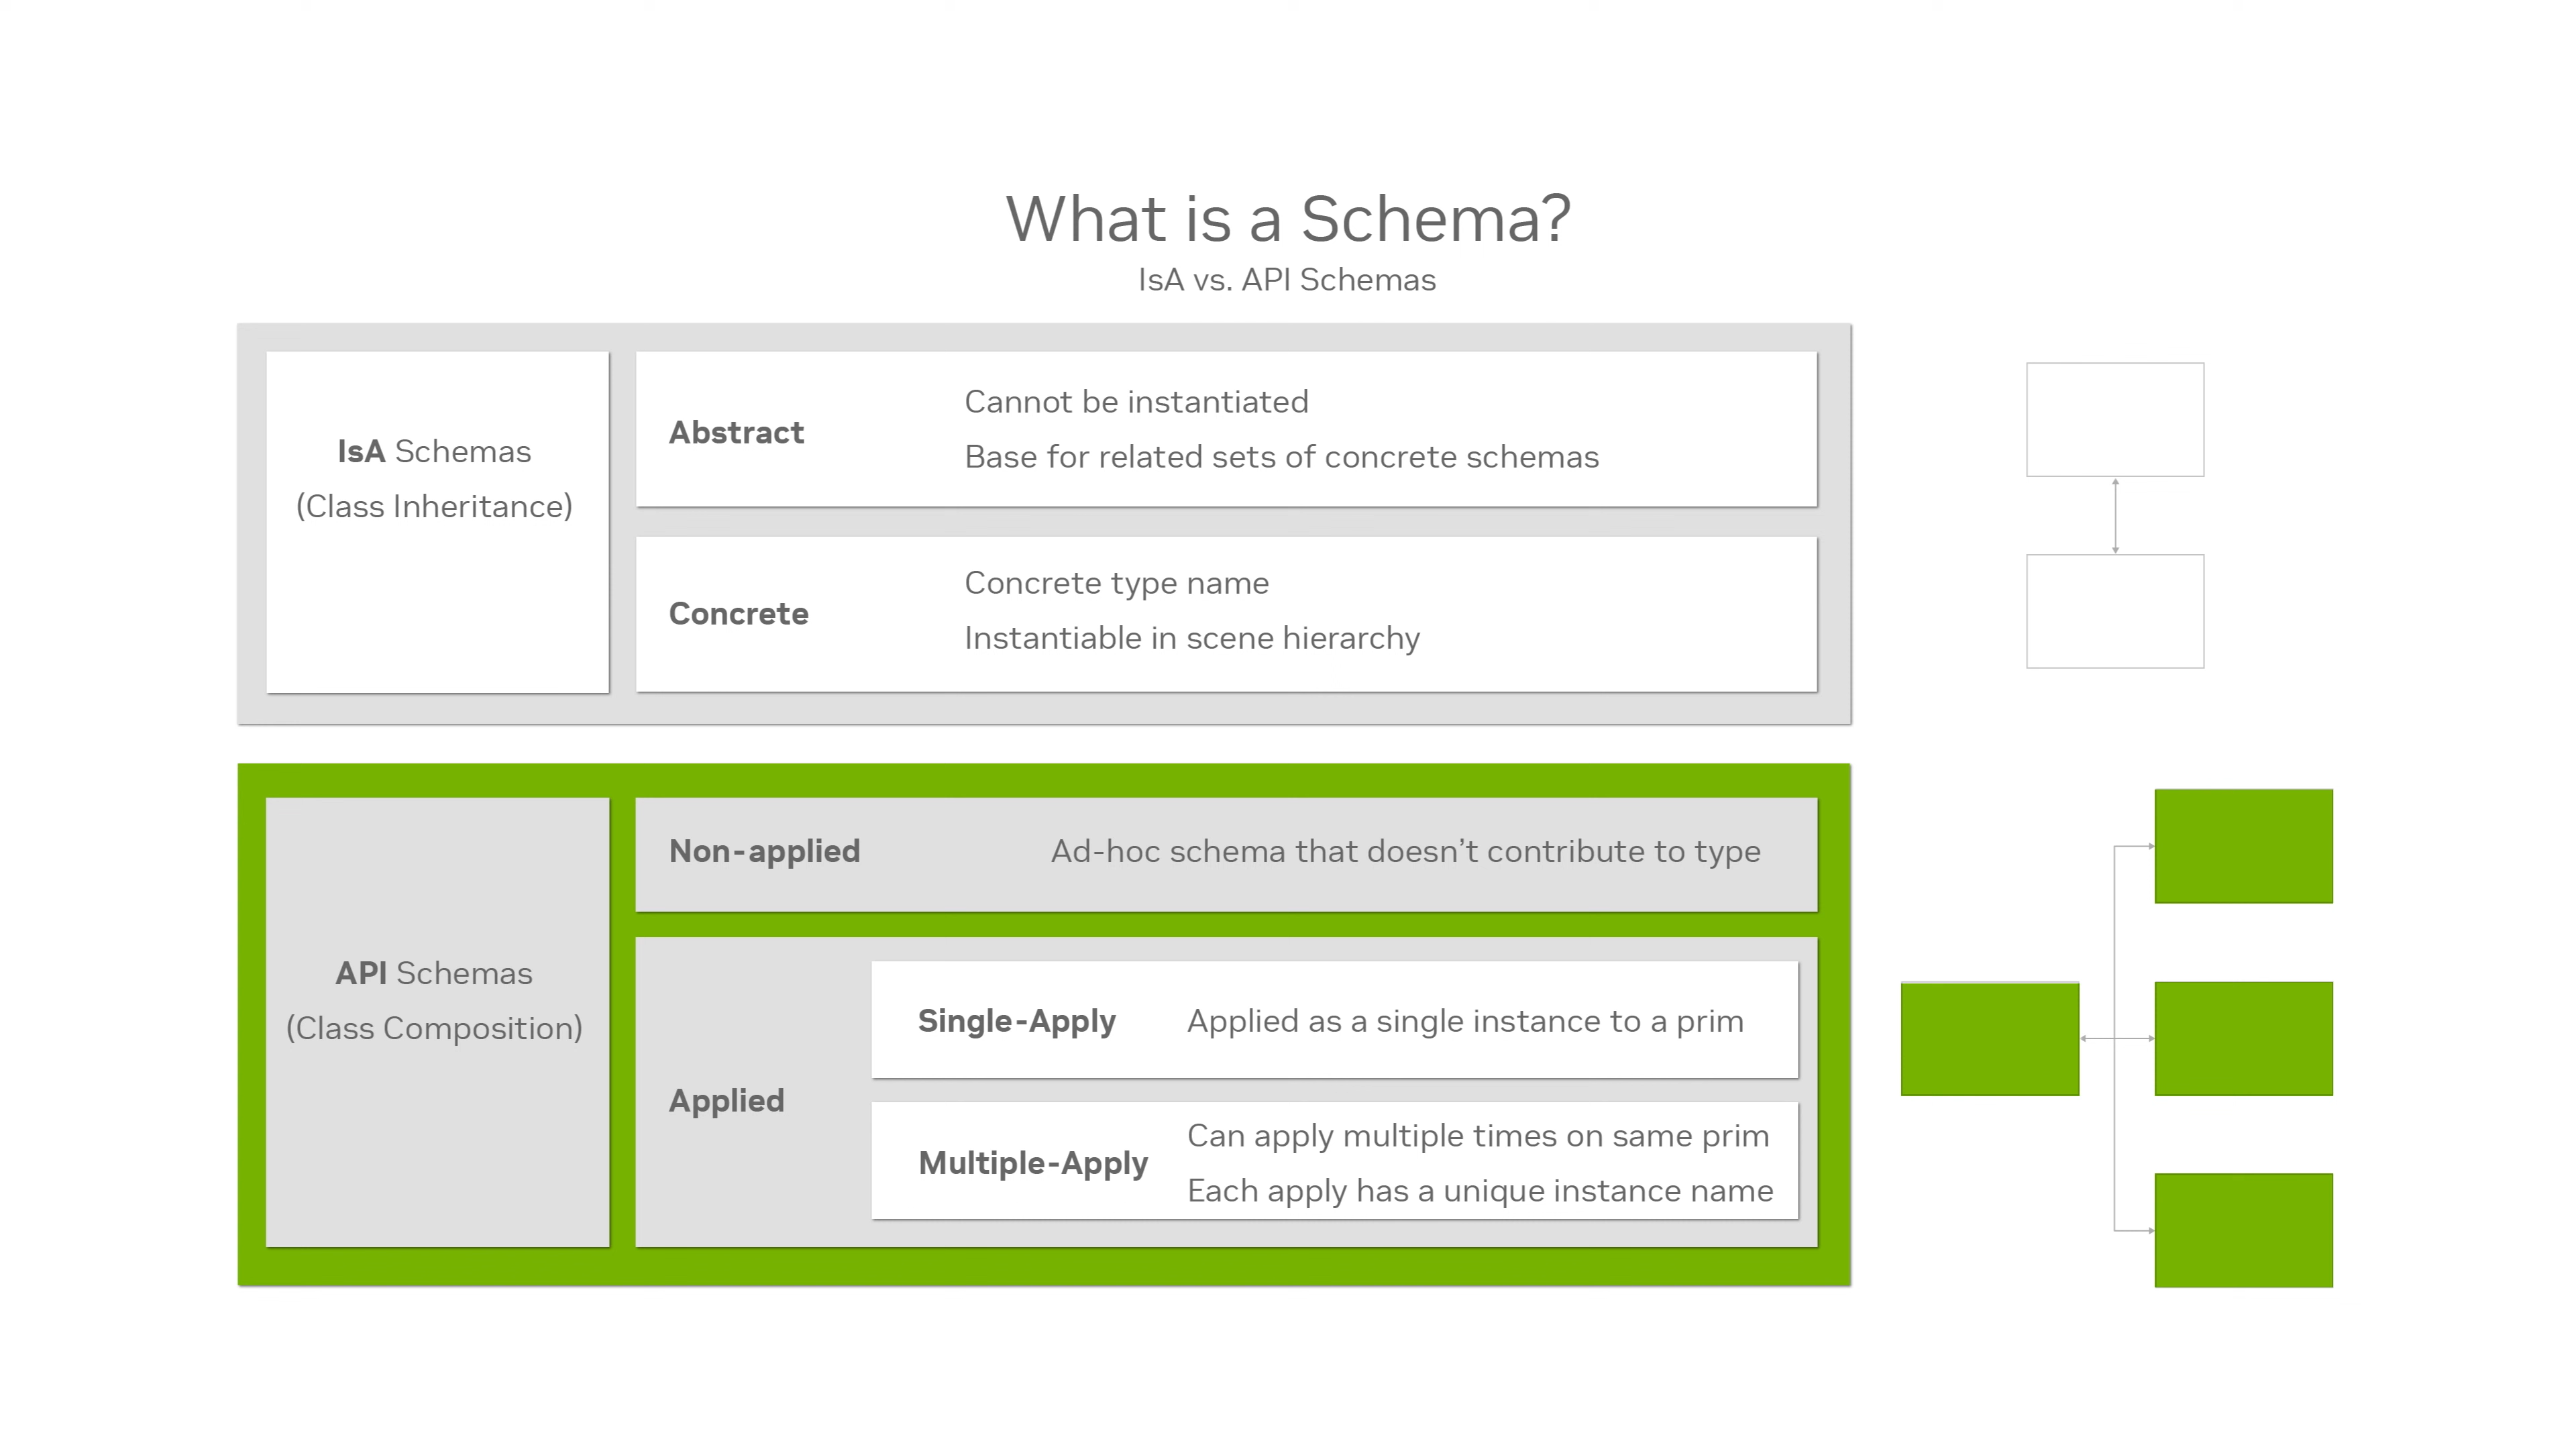 What is a Schema?
IsA vs. API Schemas
IsA Schemas
(Class Inheritance)
Abstract
Cannot be instantiated
Base for related sets of concrete schemas
Concrete
Concrete type name
Instantiable in scene hierarchy
API Schemas
(Class Composition)
Non-applied
Ad-hoc schema that doesn’t contribute to type
Applied
Single-Apply
Applied as a single instance to a prim
Multiple-Apply
Can apply multiple times on same prim
Each apply has a unique instance name